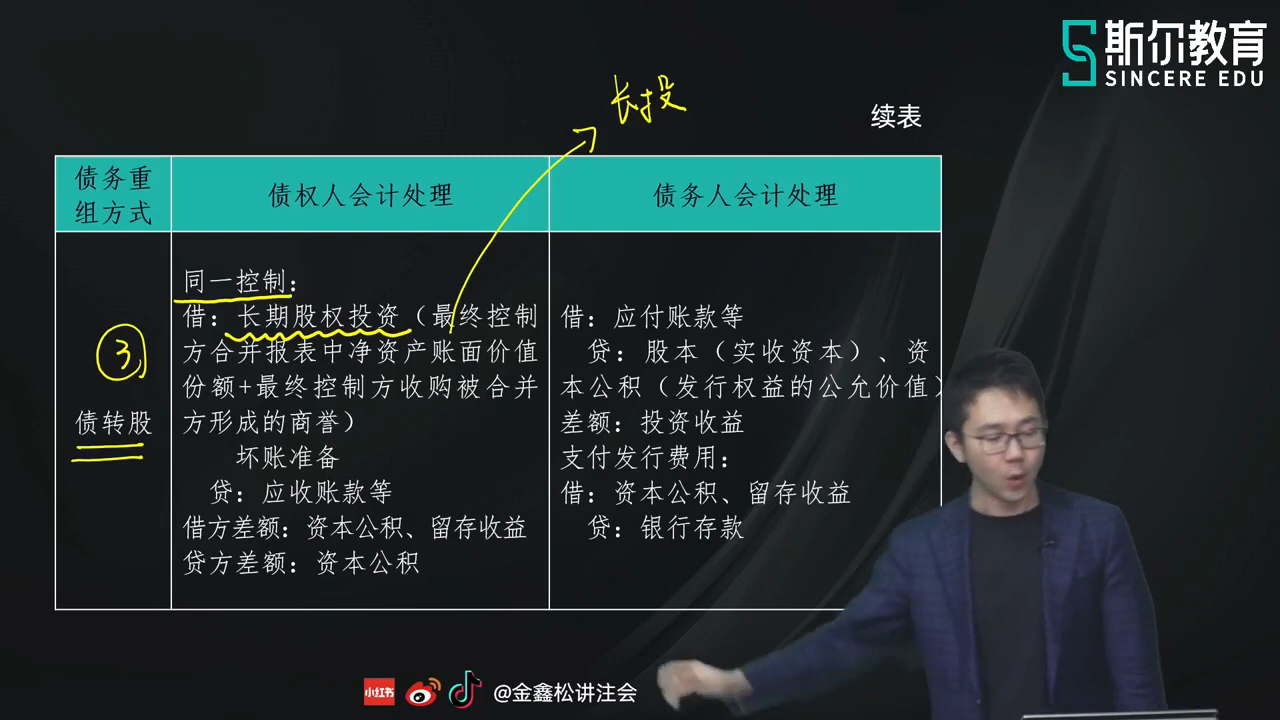 斯尔教育
SINCERE EDU
长投
续表
债务重
组方式
债权人会计处理
债务人会计处理
③
债转股
同一控制：
借：长期股权投资（最终控制
方合并报表中净资产账面价值
份额+最终控制方收购被合并
方形成的商誉）
坏账准备
贷：应收账款等
借方差额：资本公积、留存收益
贷方差额：资本公积
借：应付账款等
贷：股本（实收资本）、资
本公积（发行权益的公允价值）
差额：投资收益
支付发行费用：
借：资本公积、留存收益
贷：银行存款
小红书
@金鑫松讲注会